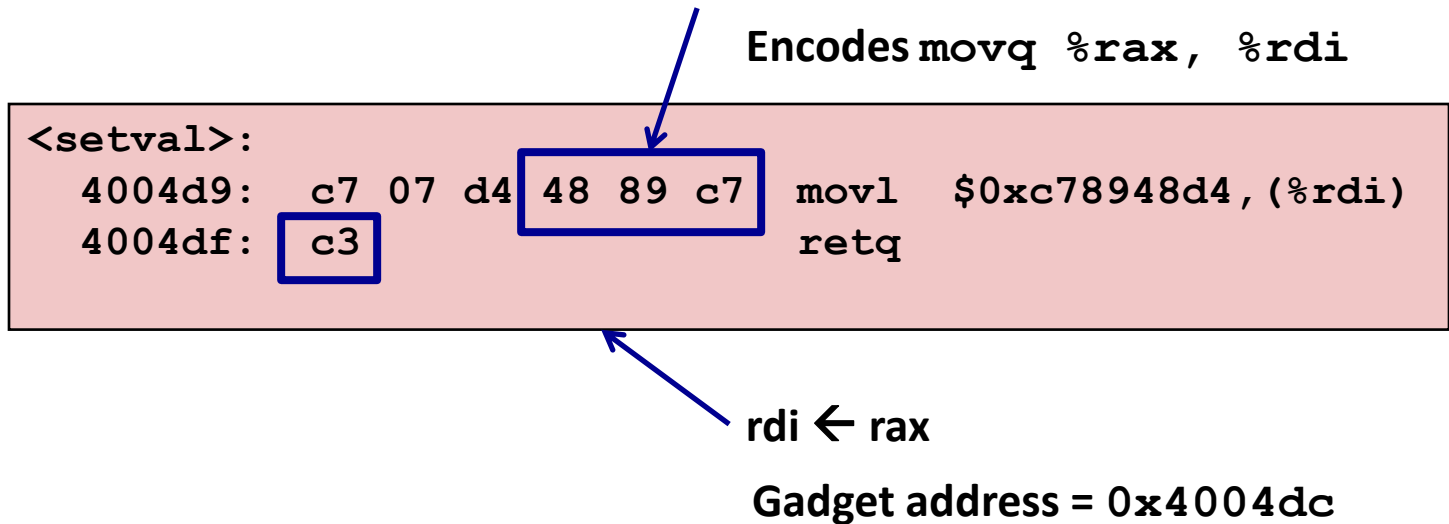 Encodes movq %rax, %rdi
<setval>:
4004d9: c7 07 d4 48 89 c7 movl $0xc78948d4,(%rdi)
4004df: c3 retq
rdi ← rax
Gadget address = 0x4004dc